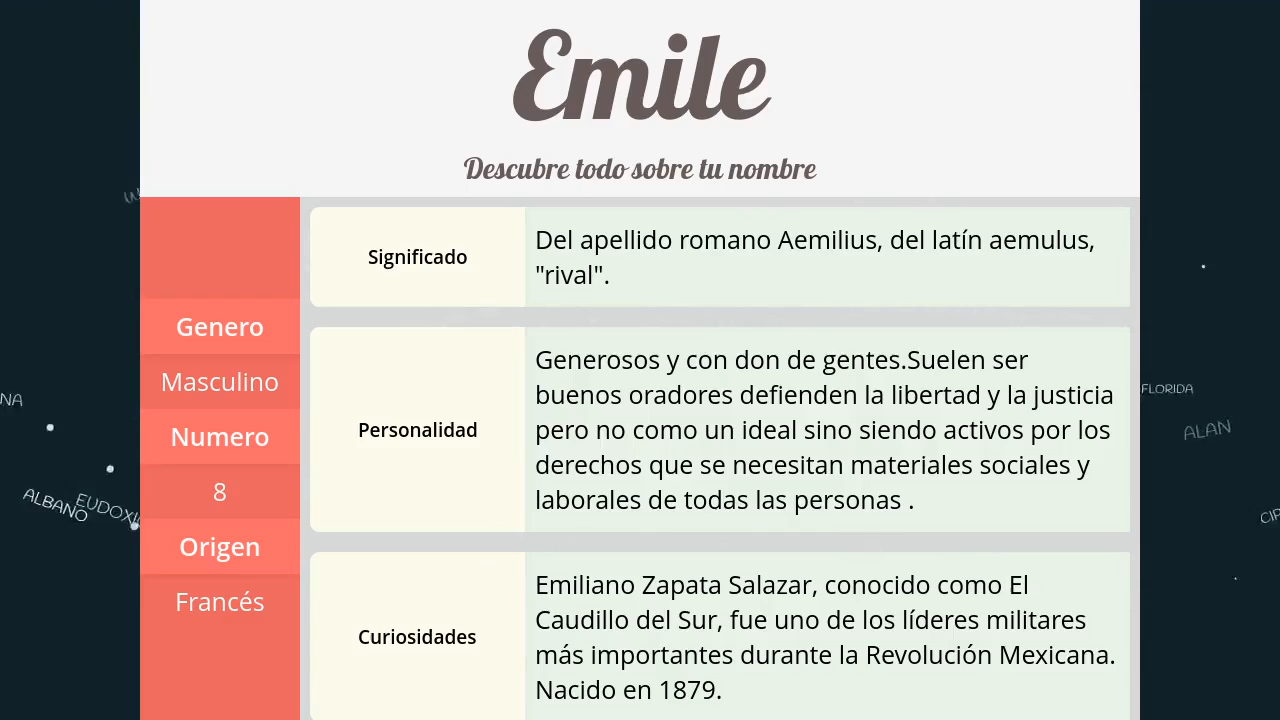 Emile
Descubre todo sobre tu nombre
Genero
Masculino
Numero
8
Origen
Francés
Significado
Del apellido romano Aemilius, del latín aemulus,
"rival".
Personalidad
Generosos y con don de gentes.Suelen ser
buenos oradores defienden la libertad y la justicia
pero no como un ideal sino siendo activos por los
derechos que se necesitan materiales sociales y
laborales de todas las personas .
Curiosidades
Emiliano Zapata Salazar, conocido como El
Caudillo del Sur, fue uno de los líderes militares
más importantes durante la Revolución Mexicana.
Nacido en 1879.
NA
ALBANO
FLORIDA
ALAN